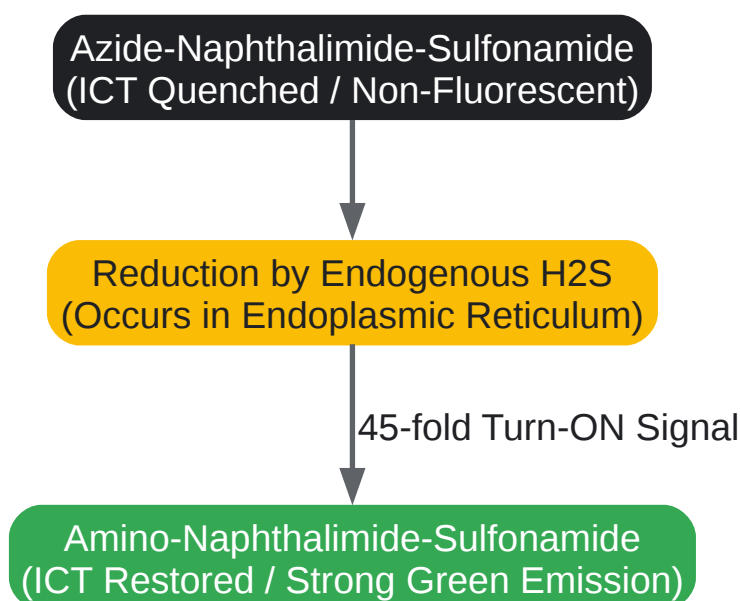 Azide-Naphthalimide-Sulfonamide
(ICT Quenched / Non-Fluorescent)
Reduction by Endogenous H2S
(Occurs in Endoplasmic Reticulum)
45-fold Turn-ON Signal
Amino-Naphthalimide-Sulfonamide
(ICT Restored / Strong Green Emission)